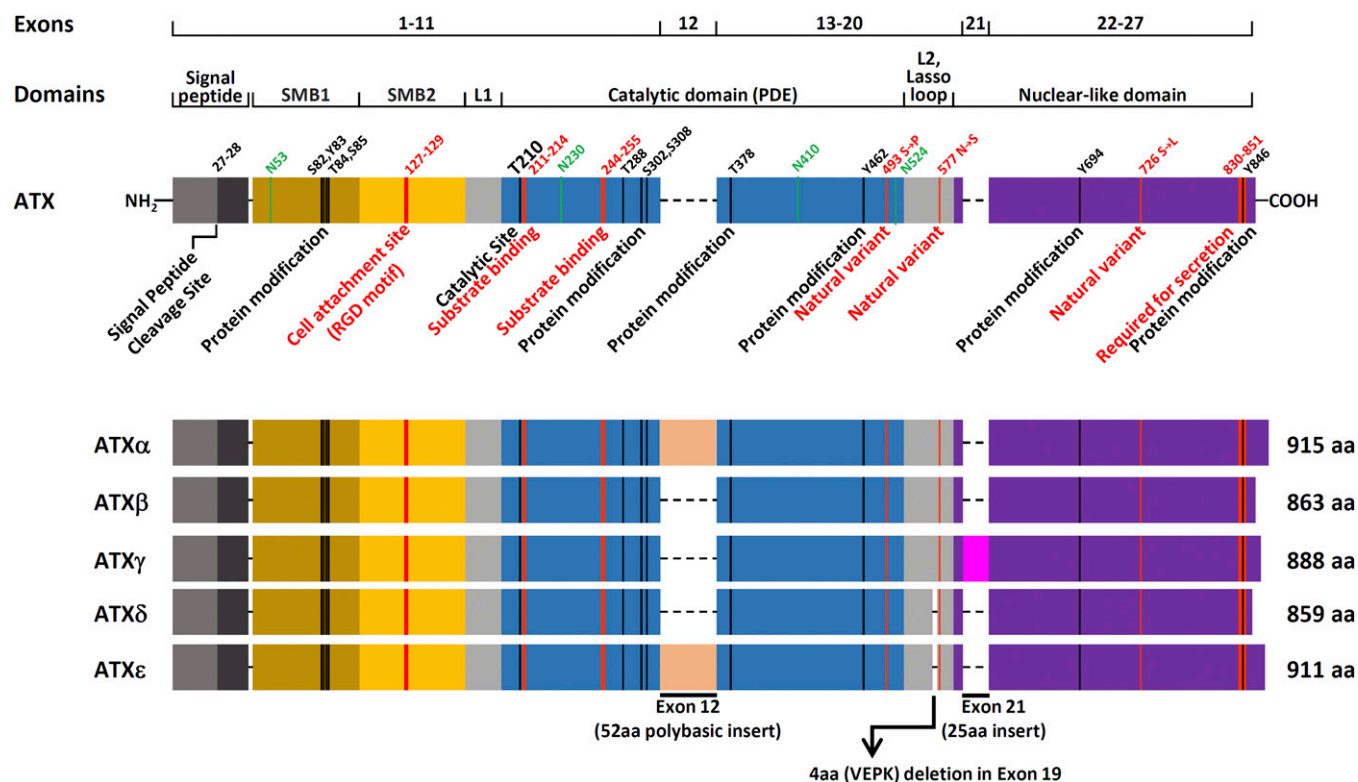 Exons
1-11
12
13-20
21
22-27
Domains
Signal
peptide
SMB1
SMB2
L1
Catalytic domain (PDE)
L2,
Lasso
loop
Nuclear-like domain
ATX
NH2
27-28
N53
S82,Y83
T84,S85
127-129
T210
211-214
N230
244-255
T288
S302,S308
T378
N410
Y462
493 S→P
N524
577 N→S
Y694
726 S→L
830-851
Y846
COOH
Signal Peptide
Cleavage Site
Protein modification
Cell attachment site
(RGD motif)
Catalytic Site
Substrate binding
Substrate binding
Protein modification
Protein modification
Protein modification
Natural variant
Natural variant
Protein modification
Natural variant
Required for secretion
Protein modification
ATXα
915 aa
ATXβ
863 aa
ATXγ
888 aa
ATXδ
859 aa
ATXε
911 aa
Exon 12
(52aa polybasic insert)
Exon 21
(25aa insert)
4aa (VEPK) deletion in Exon 19